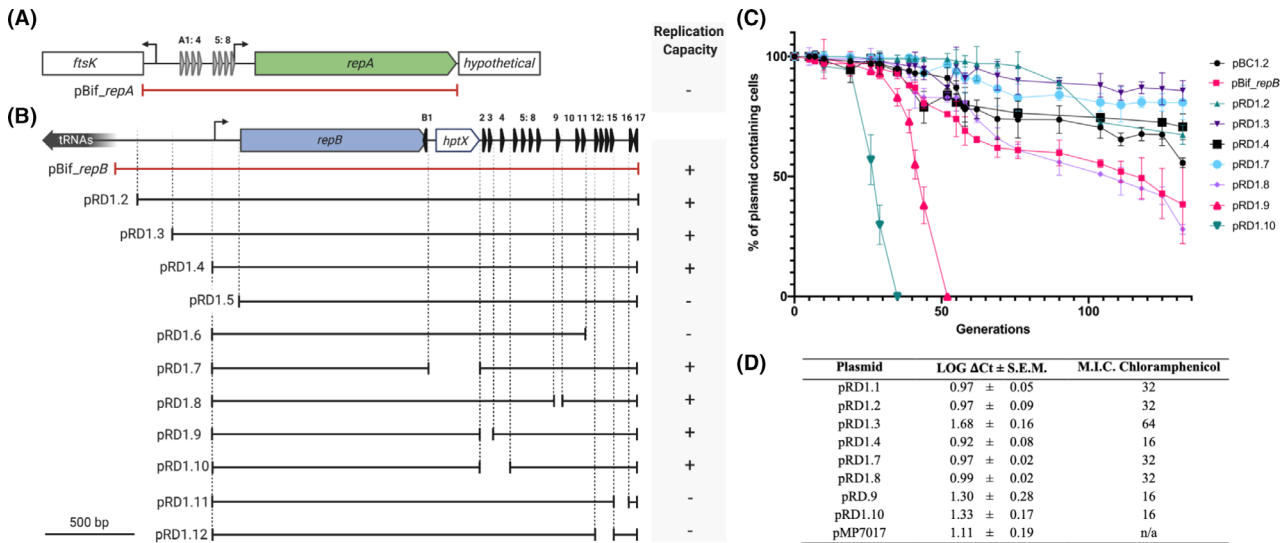 (A)
A1: 4 5: 8
ftsK repA hypothetical
pBif_repA
Replication
Capacity
-
(B)
B1 2 3 4 5: 8 9 10 11 12: 15 16 17
tRNAs repB hptX
pBif_repB +
pRD1.2 +
pRD1.3 +
pRD1.4 +
pRD1.5 -
pRD1.6 -
pRD1.7 +
pRD1.8 +
pRD1.9 +
pRD1.10 +
pRD1.11 -
pRD1.12 -
500 bp
(C)
% of plasmid containing cells
100
50
0
0 50 100
Generations
pBC1.2
pBif_repB
pRD1.2
pRD1.3
pRD1.4
pRD1.7
pRD1.8
pRD1.9
pRD1.10
(D)
Plasmid LOG ΔCt ± S.E.M. M.I.C. Chloramphenicol
pRD1.1 0.97 ± 0.05 32
pRD1.2 0.97 ± 0.09 32
pRD1.3 1.68 ± 0.16 64
pRD1.4 0.92 ± 0.08 16
pRD1.7 0.97 ± 0.02 32
pRD1.8 0.99 ± 0.02 32
pRD.9 1.30 ± 0.28 16
pRD1.10 1.33 ± 0.17 16
pMP7017 1.11 ± 0.19 n/a